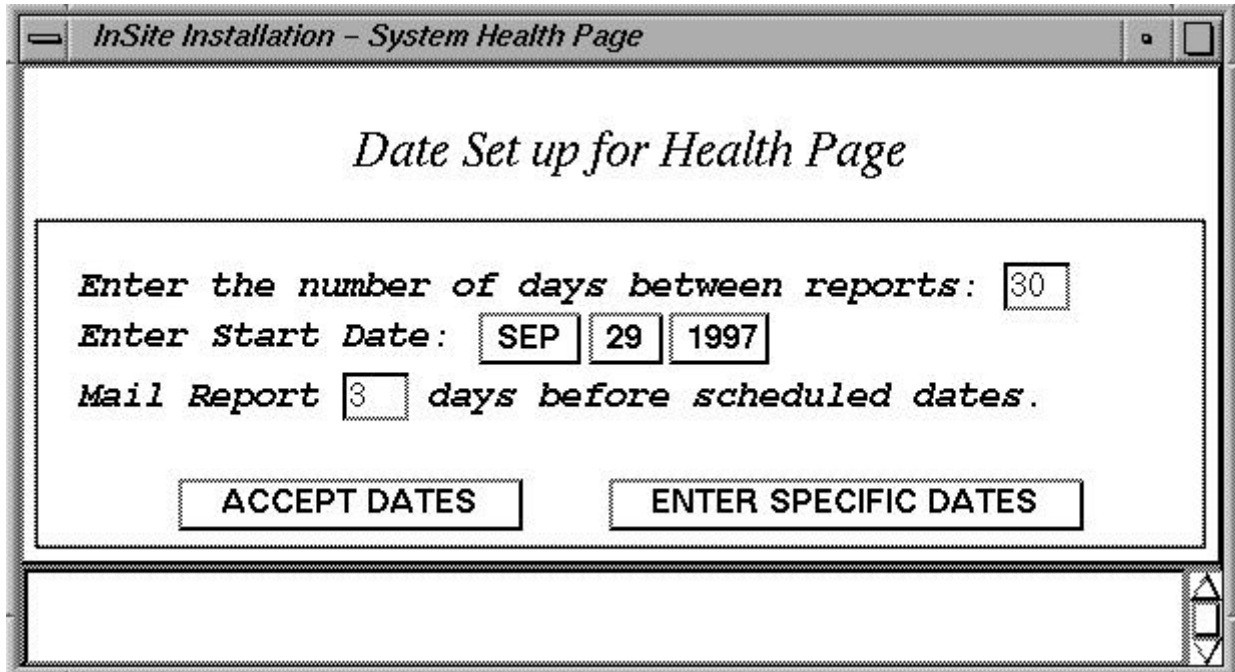 InSite Installation – System Health Page
Date Set up for Health Page
Enter the number of days between reports: 30
Enter Start Date: SEP 29 1997
Mail Report 3 days before scheduled dates.
ACCEPT DATES ENTER SPECIFIC DATES